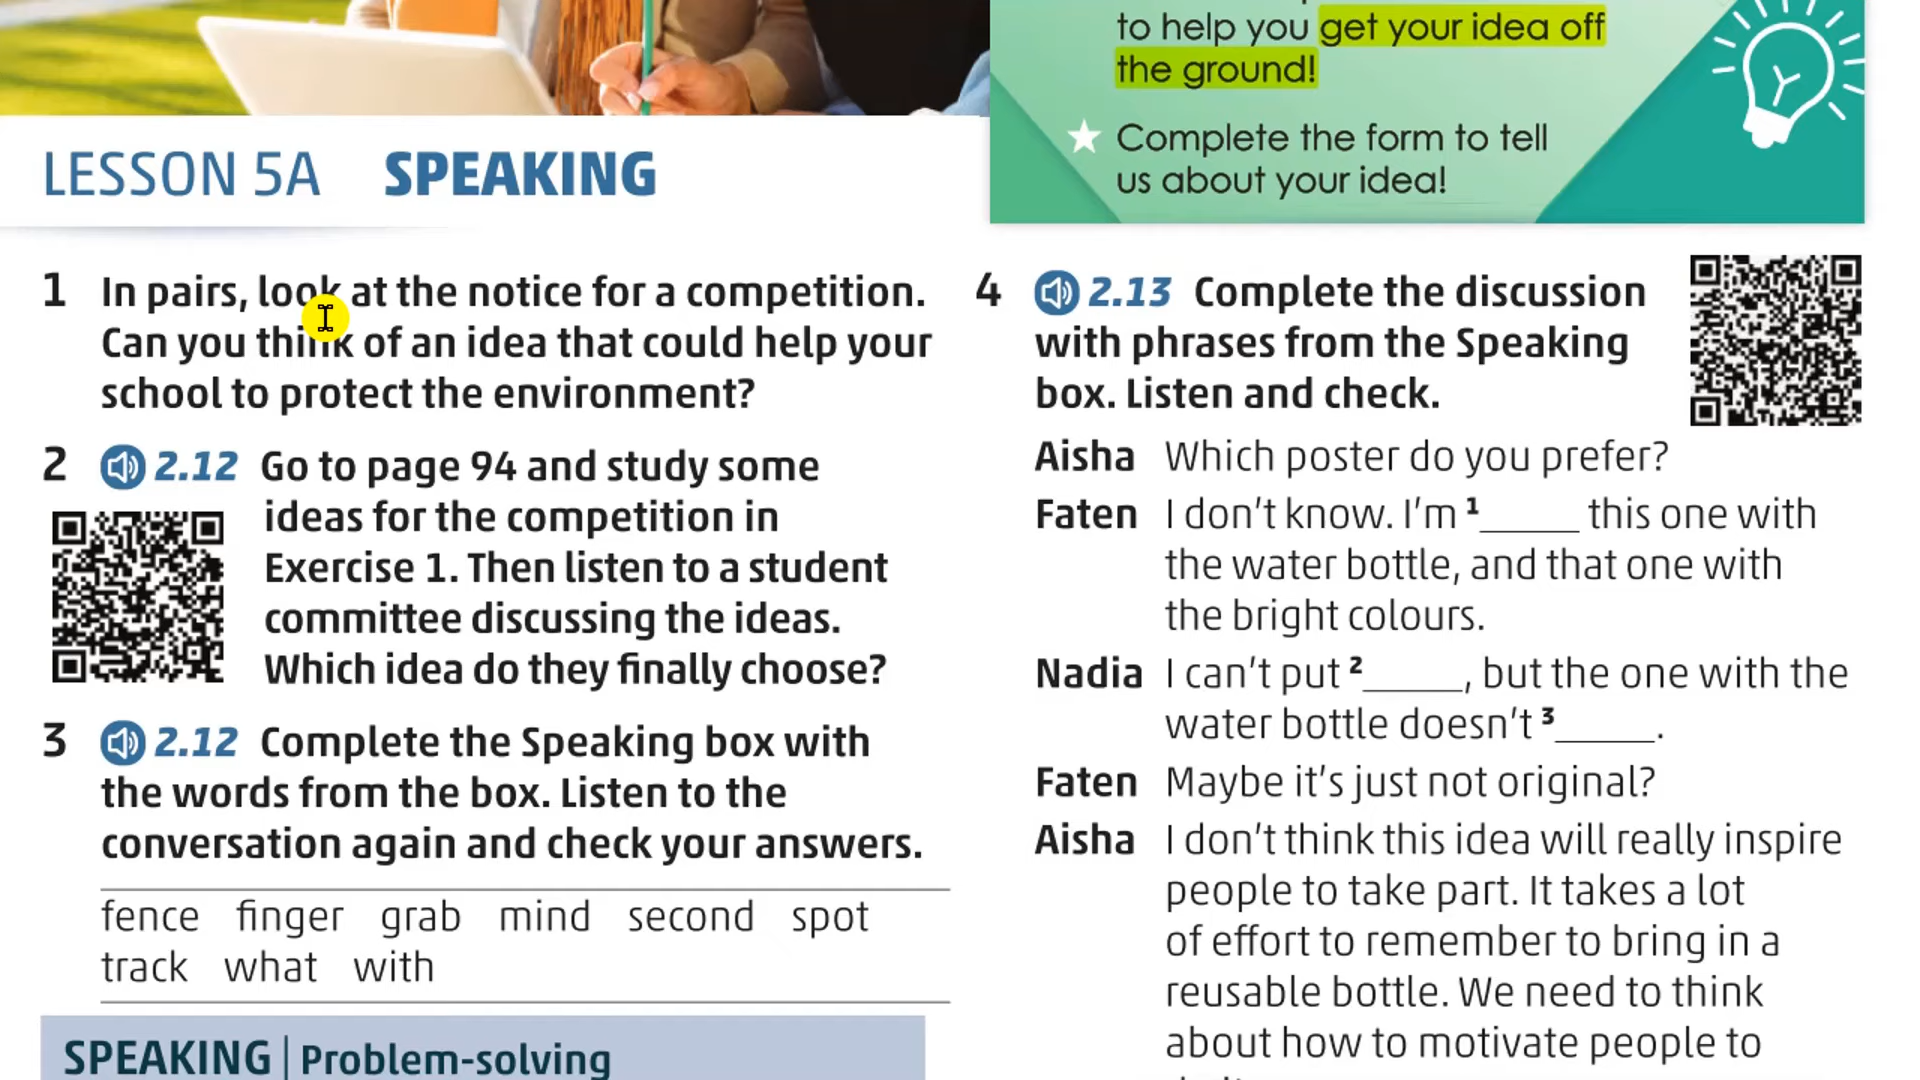 to help you get your idea off
the ground!
Complete the form to tell
us about your idea!
LESSON 5A SPEAKING
1 In pairs, look at the notice for a competition.
Can you think of an idea that could help your
school to protect the environment?
2 2.12 Go to page 94 and study some
ideas for the competition in
Exercise 1. Then listen to a student
committee discussing the ideas.
Which idea do they finally choose?
3 2.12 Complete the Speaking box with
the words from the box. Listen to the
conversation again and check your answers.
fence finger grab mind second spot
track what with
SPEAKING | Problem-solving
4 2.13 Complete the discussion
with phrases from the Speaking
box. Listen and check.
Aisha Which poster do you prefer?
Faten I don't know. I'm ¹_____ this one with
the water bottle, and that one with
the bright colours.
Nadia I can't put ²_____, but the one with the
water bottle doesn't ³_____.
Faten Maybe it's just not original?
Aisha I don't think this idea will really inspire
people to take part. It takes a lot
of effort to remember to bring in a
reusable bottle. We need to think
about how to motivate people to